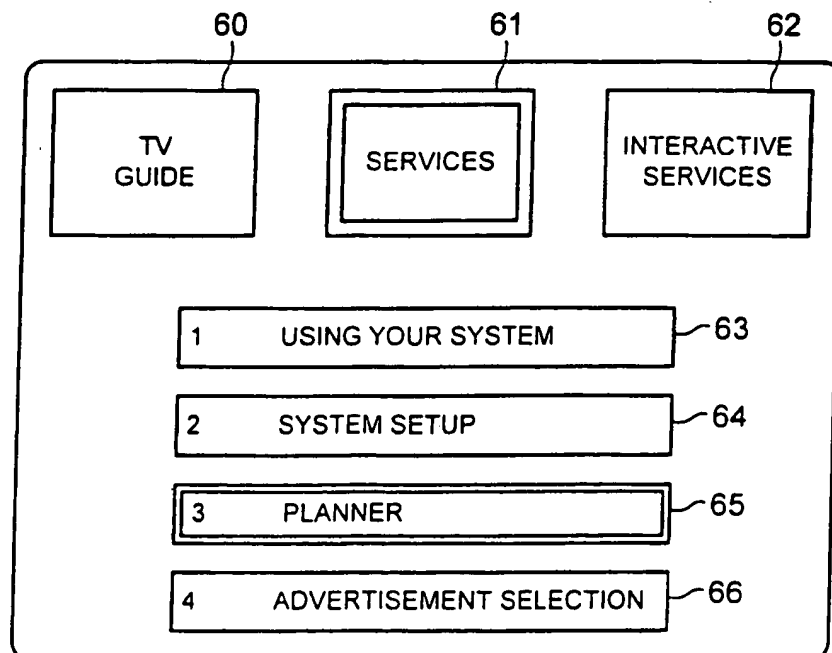 60
61
62
TV
GUIDE
SERVICES
INTERACTIVE
SERVICES
1 USING YOUR SYSTEM
63
2 SYSTEM SETUP
64
3 PLANNER
65
4 ADVERTISEMENT SELECTION
66